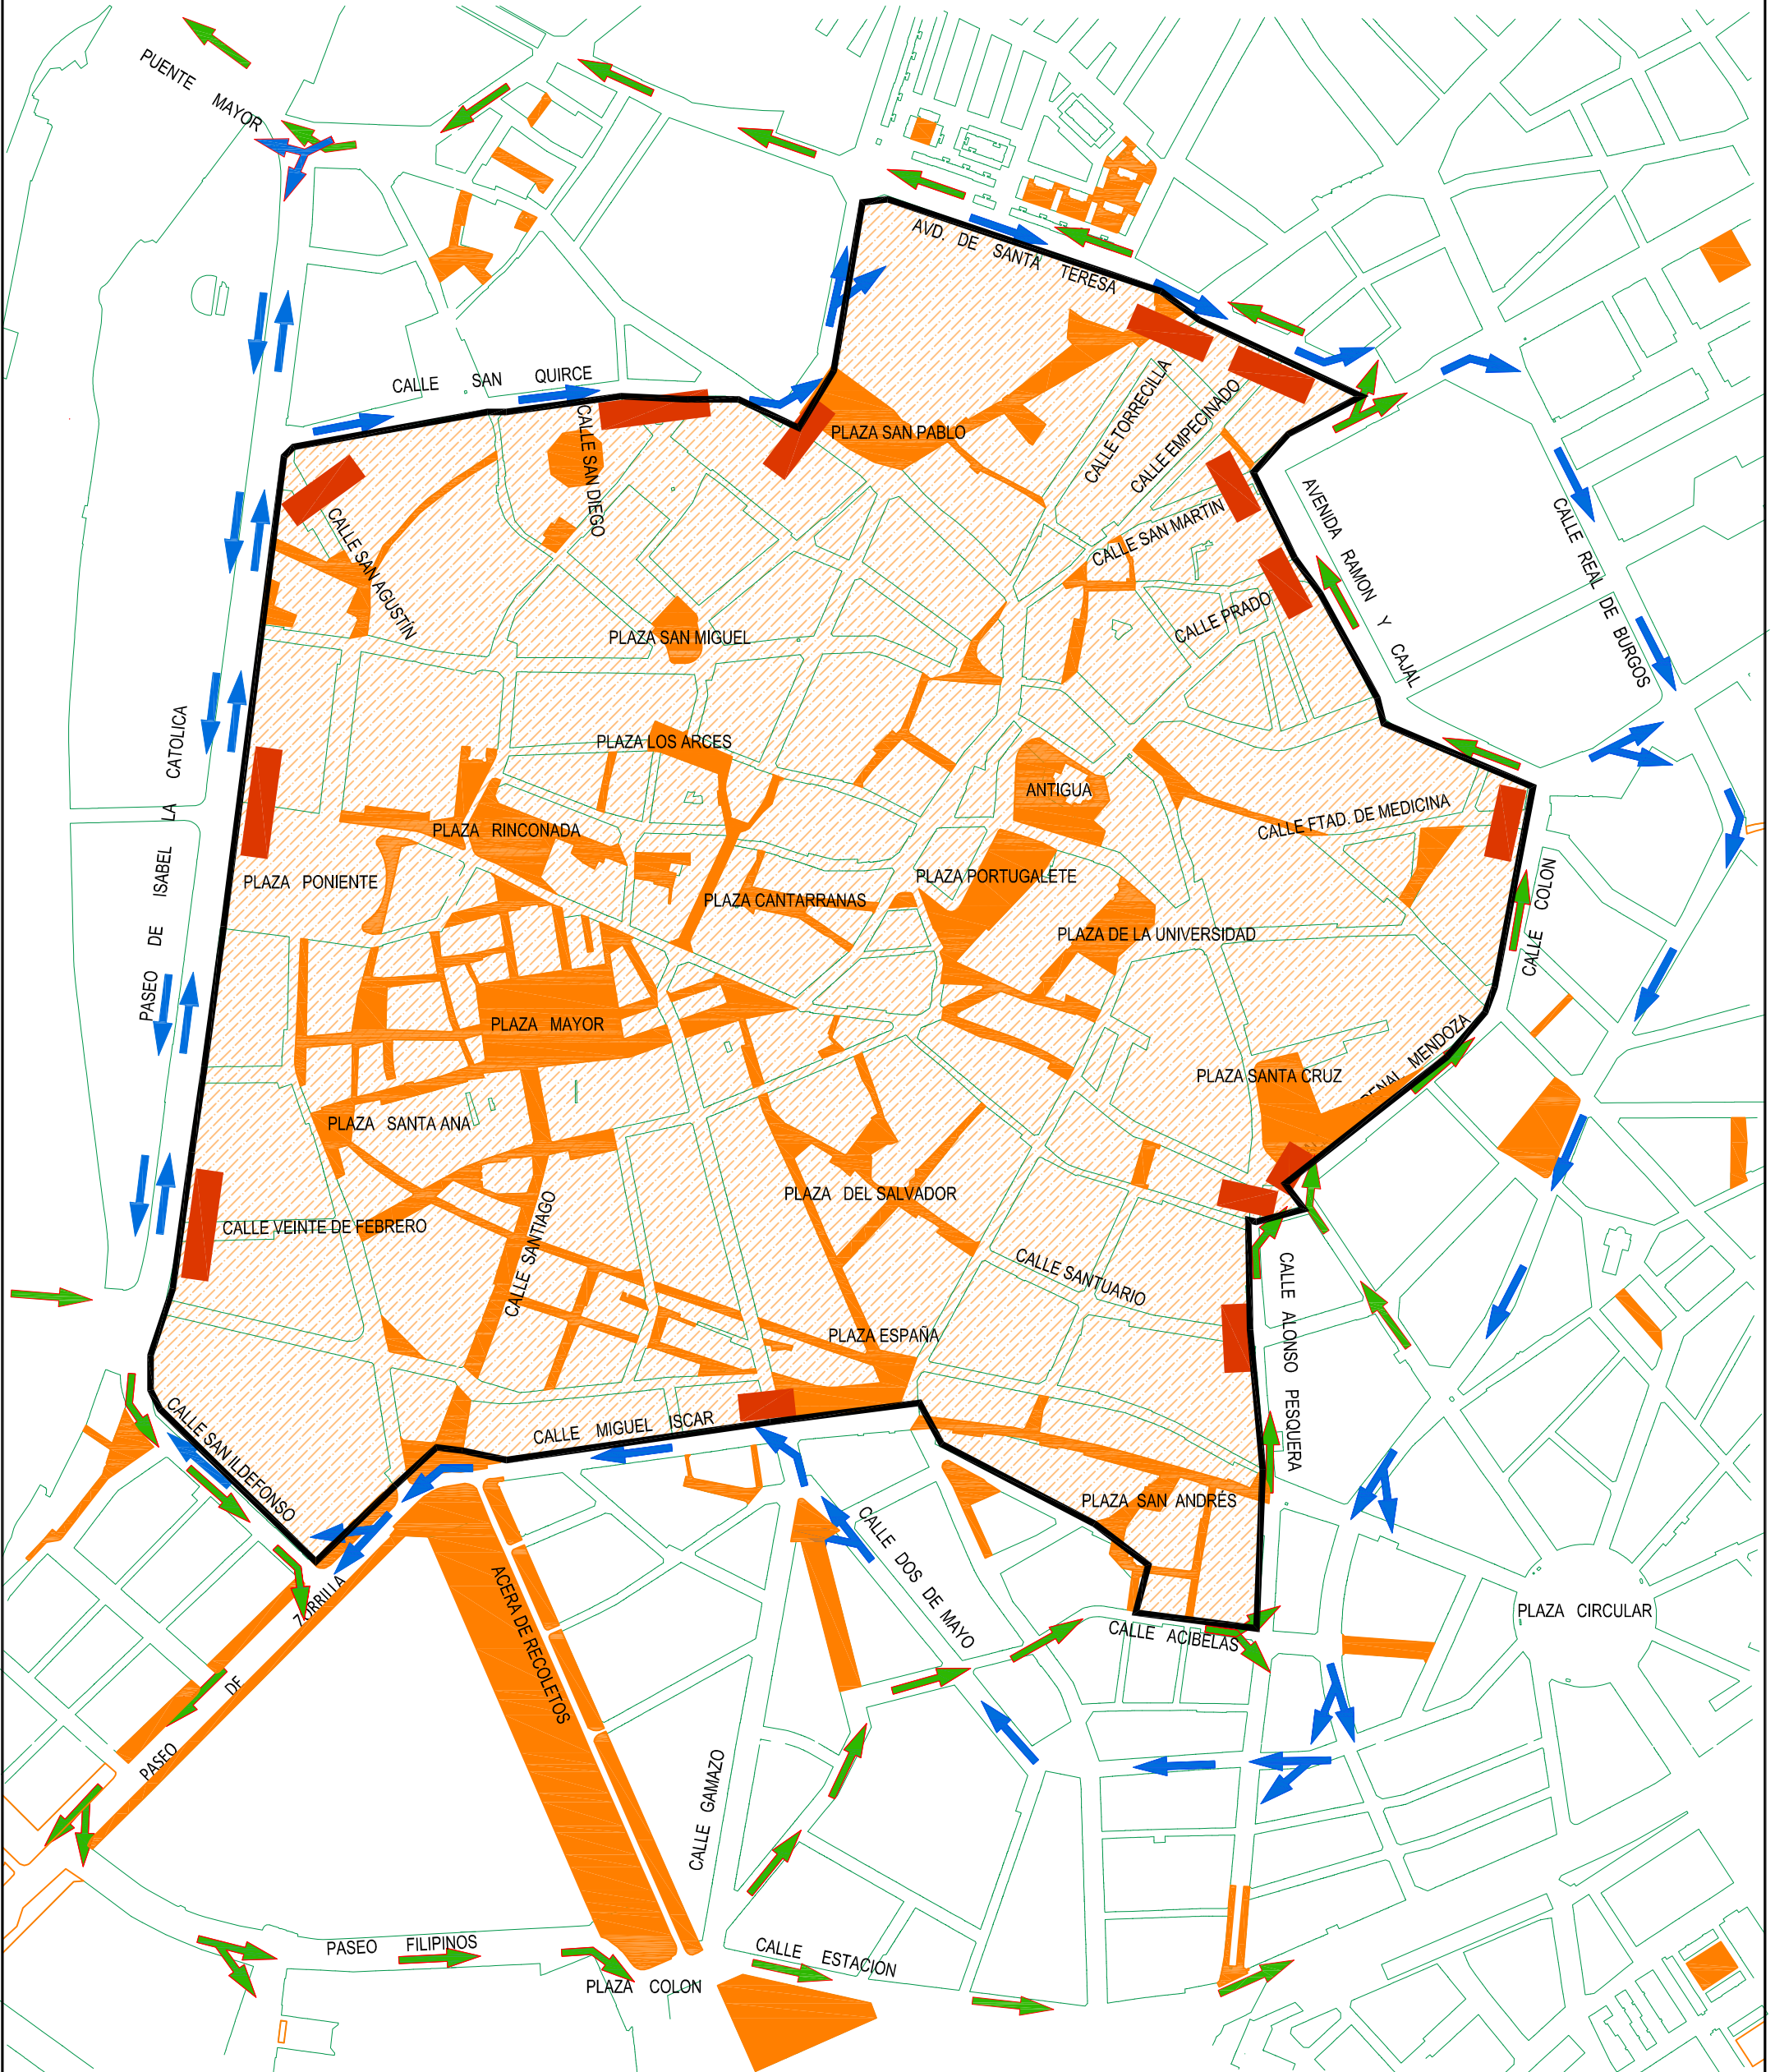 PUENTE MAYOR
AVD. DE SANTA TERESA
CALLE SAN QUIRCE
CALLE SAN DIEGO
PLAZA SAN PABLO
CALLE TORRECILLA
CALLE EMPECINADO
CALLE SAN MARTIN
AVENIDA RAMON Y CAJAL
CALLE REAL DE BURGOS
CALLE SAN AGUSTÍN
CALLE PRADO
PLAZA SAN MIGUEL
PASEO DE ISABEL LA CATOLICA
PLAZA LOS ARCES
ANTIGUA
CALLE FTAD. DE MEDICINA
PLAZA RINCONADA
PLAZA PONIENTE
PLAZA PORTUGALETE
PLAZA CANTARRANAS
PLAZA DE LA UNIVERSIDAD
CALLE COLON
PLAZA MAYOR
PLAZA SANTA CRUZ
MENDOZA
PLAZA SANTA ANA
PLAZA DEL SALVADOR
CALLE VEINTE DE FEBRERO
CALLE SANTIAGO
CALLE SANTUARIO
CALLE ALONSO PESQUERA
PLAZA ESPAÑA
CALLE MIGUEL ISCAR
CALLE SAN ILDEFONSO
PLAZA SAN ANDRÉS
CALLE DOS DE MAYO
ACERA DE RECOLETOS
PASEO DE ZORRILLA
CALLE ACIBELAS
PLAZA CIRCULAR
CALLE GAMAZO
PASEO FILIPINOS
CALLE ESTACION
PLAZA COLON